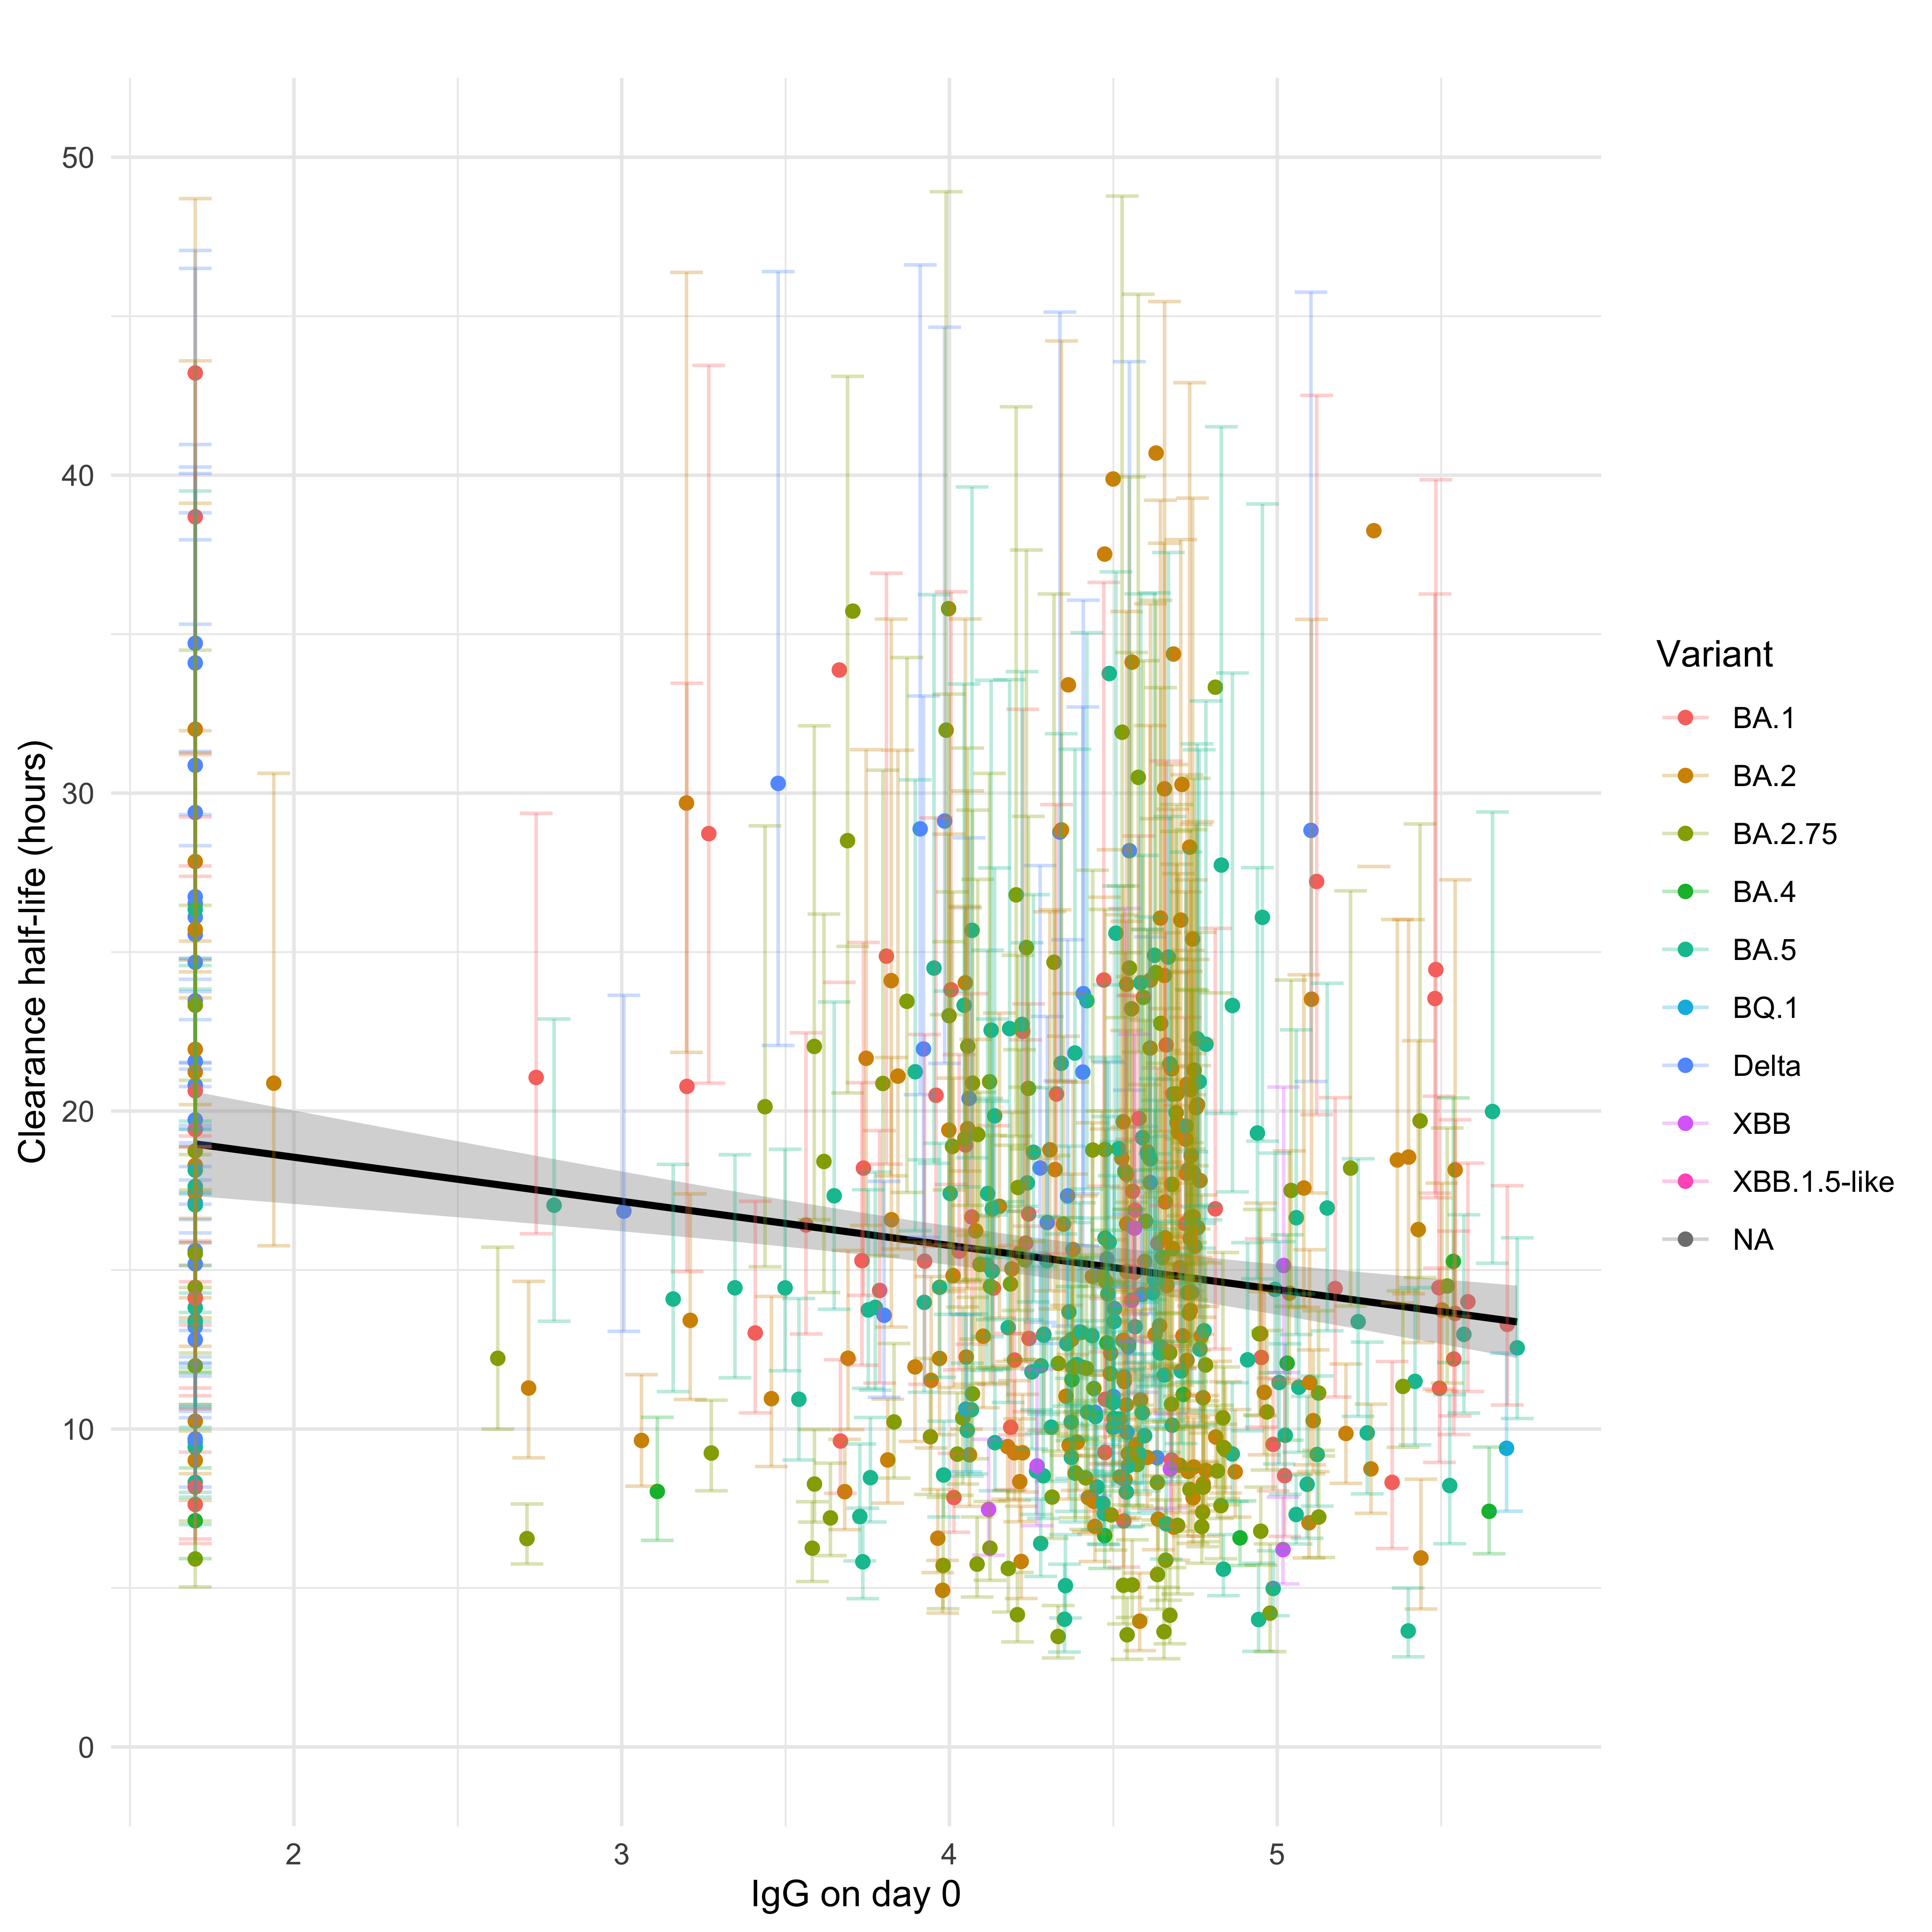 50
40
30
20
10
0
Clearance half-life (hours)
2
3
4
5
IgG on day 0
Variant
BA.1
BA.2
BA.2.75
BA.4
BA.5
BQ.1
Delta
XBB
XBB.1.5-like
NA